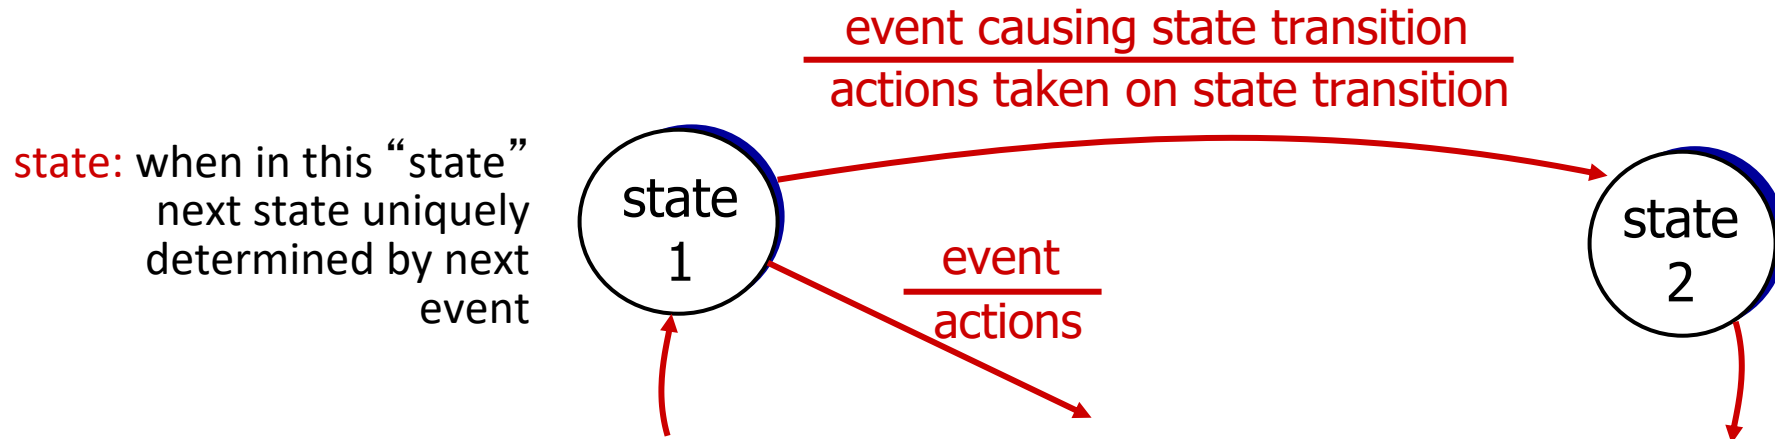 event causing state transition
actions taken on state transition
state: when in this “state”
next state uniquely
determined by next
event
state
1
event
actions
state
2